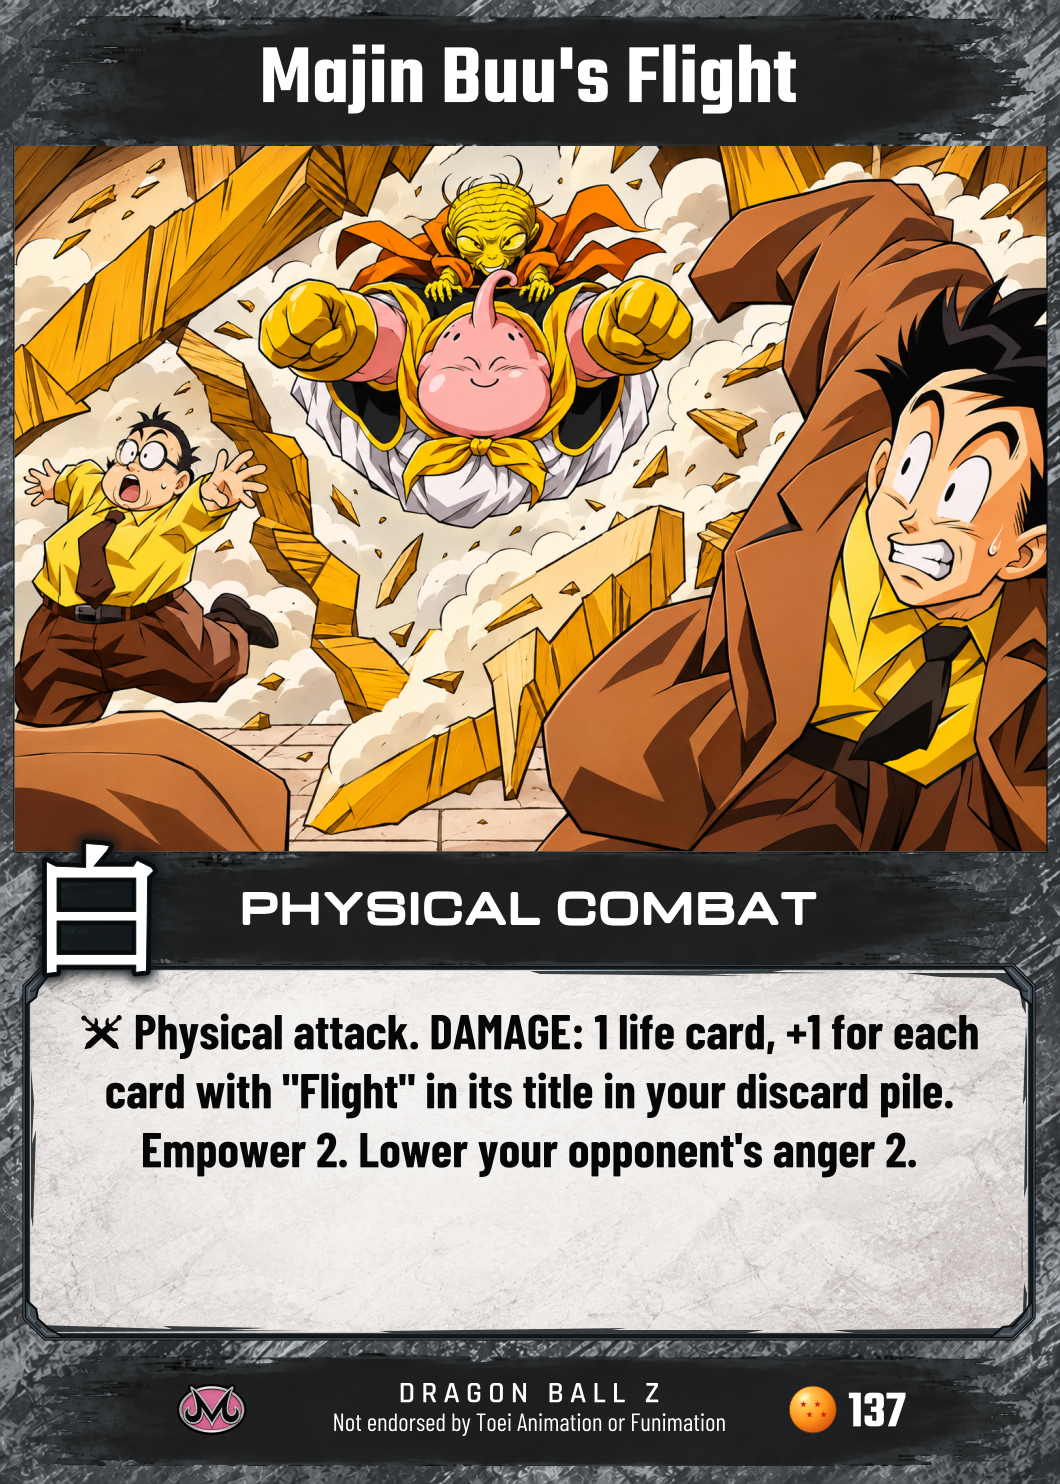 Majin Buu's Flight
白
PHYSICAL COMBAT
Physical attack. DAMAGE: 1 life card, +1 for each
card with "Flight" in its title in your discard pile.
Empower 2. Lower your opponent's anger 2.
DRAGON BALL Z
Not endorsed by Toei Animation or Funimation
137